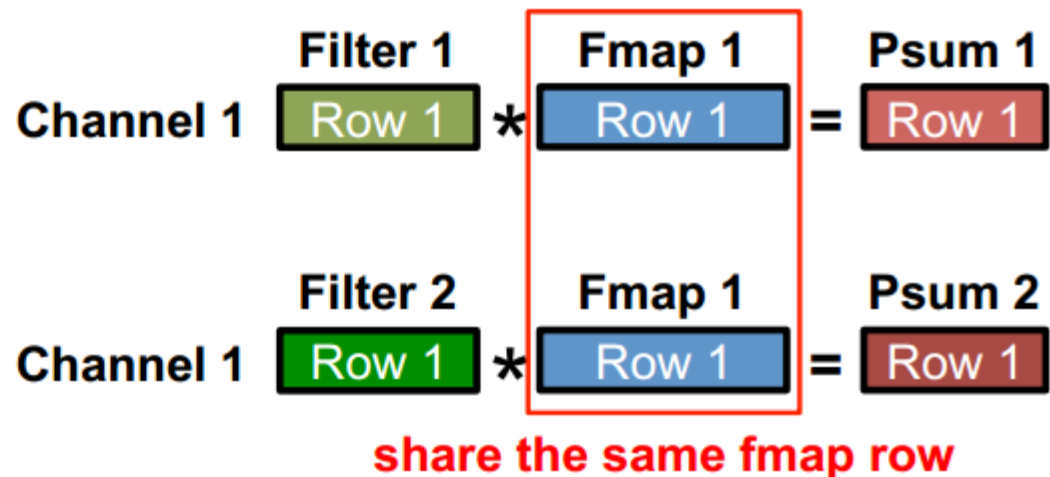 Filter 1 Fmap 1 Psum 1
Channel 1 Row 1 * Row 1 = Row 1
Filter 2 Fmap 1 Psum 2
Channel 1 Row 1 * Row 1 = Row 1
share the same fmap row